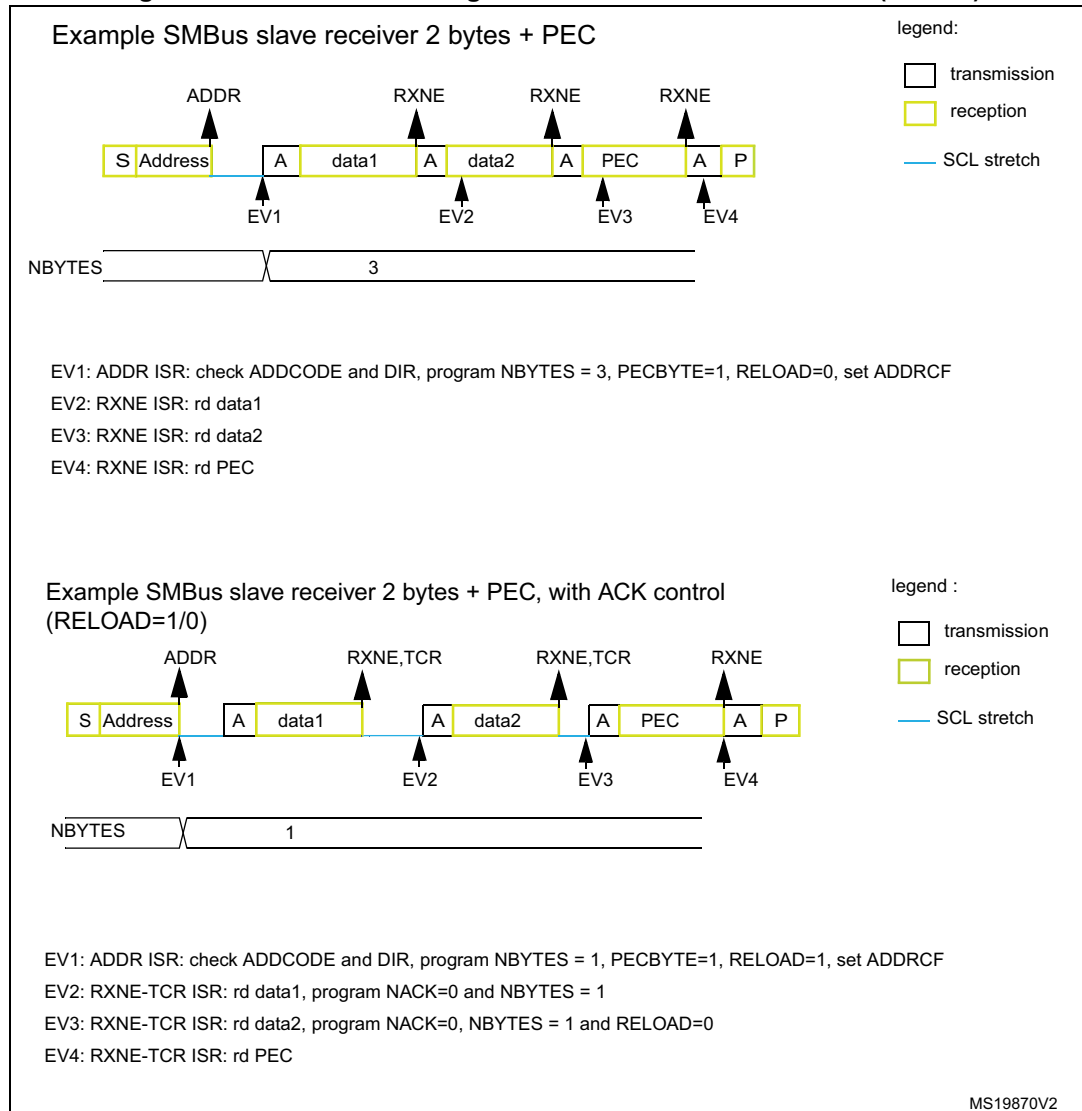 Example SMBus slave receiver 2 bytes + PEC
legend:
transmission
reception
SCL stretch
ADDR RXNE RXNE RXNE
S Address A data1 A data2 A PEC A P
EV1 EV2 EV3 EV4
NBYTES 3
EV1: ADDR ISR: check ADDCODE and DIR, program NBYTES = 3, PECBYTE=1, RELOAD=0, set ADDRCF
EV2: RXNE ISR: rd data1
EV3: RXNE ISR: rd data2
EV4: RXNE ISR: rd PEC
Example SMBus slave receiver 2 bytes + PEC, with ACK control
(RELOAD=1/0)
legend :
transmission
reception
SCL stretch
ADDR RXNE,TCR RXNE,TCR RXNE
S Address A data1 A data2 A PEC A P
EV1 EV2 EV3 EV4
NBYTES 1
EV1: ADDR ISR: check ADDCODE and DIR, program NBYTES = 1, PECBYTE=1, RELOAD=1, set ADDRCF
EV2: RXNE-TCR ISR: rd data1, program NACK=0 and NBYTES = 1
EV3: RXNE-TCR ISR: rd data2, program NACK=0, NBYTES = 1 and RELOAD=0
EV4: RXNE-TCR ISR: rd PEC
MS19870V2